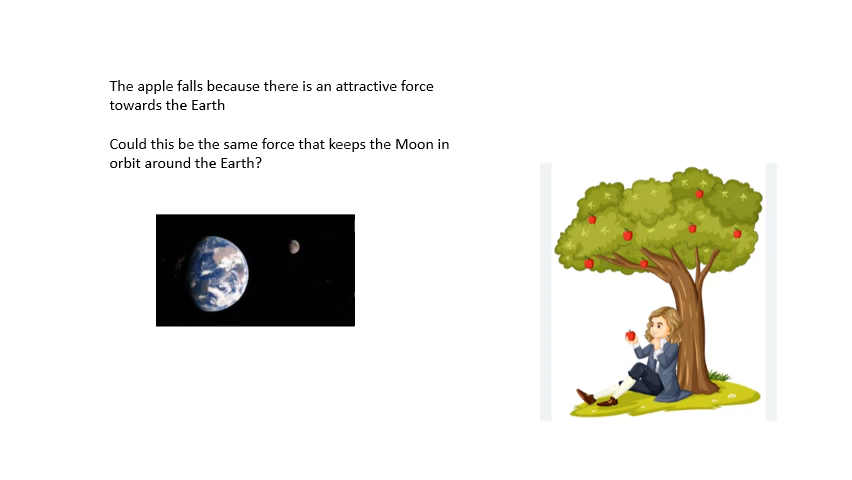 The apple falls because there is an attractive force
towards the Earth
Could this be the same force that keeps the Moon in
orbit around the Earth?